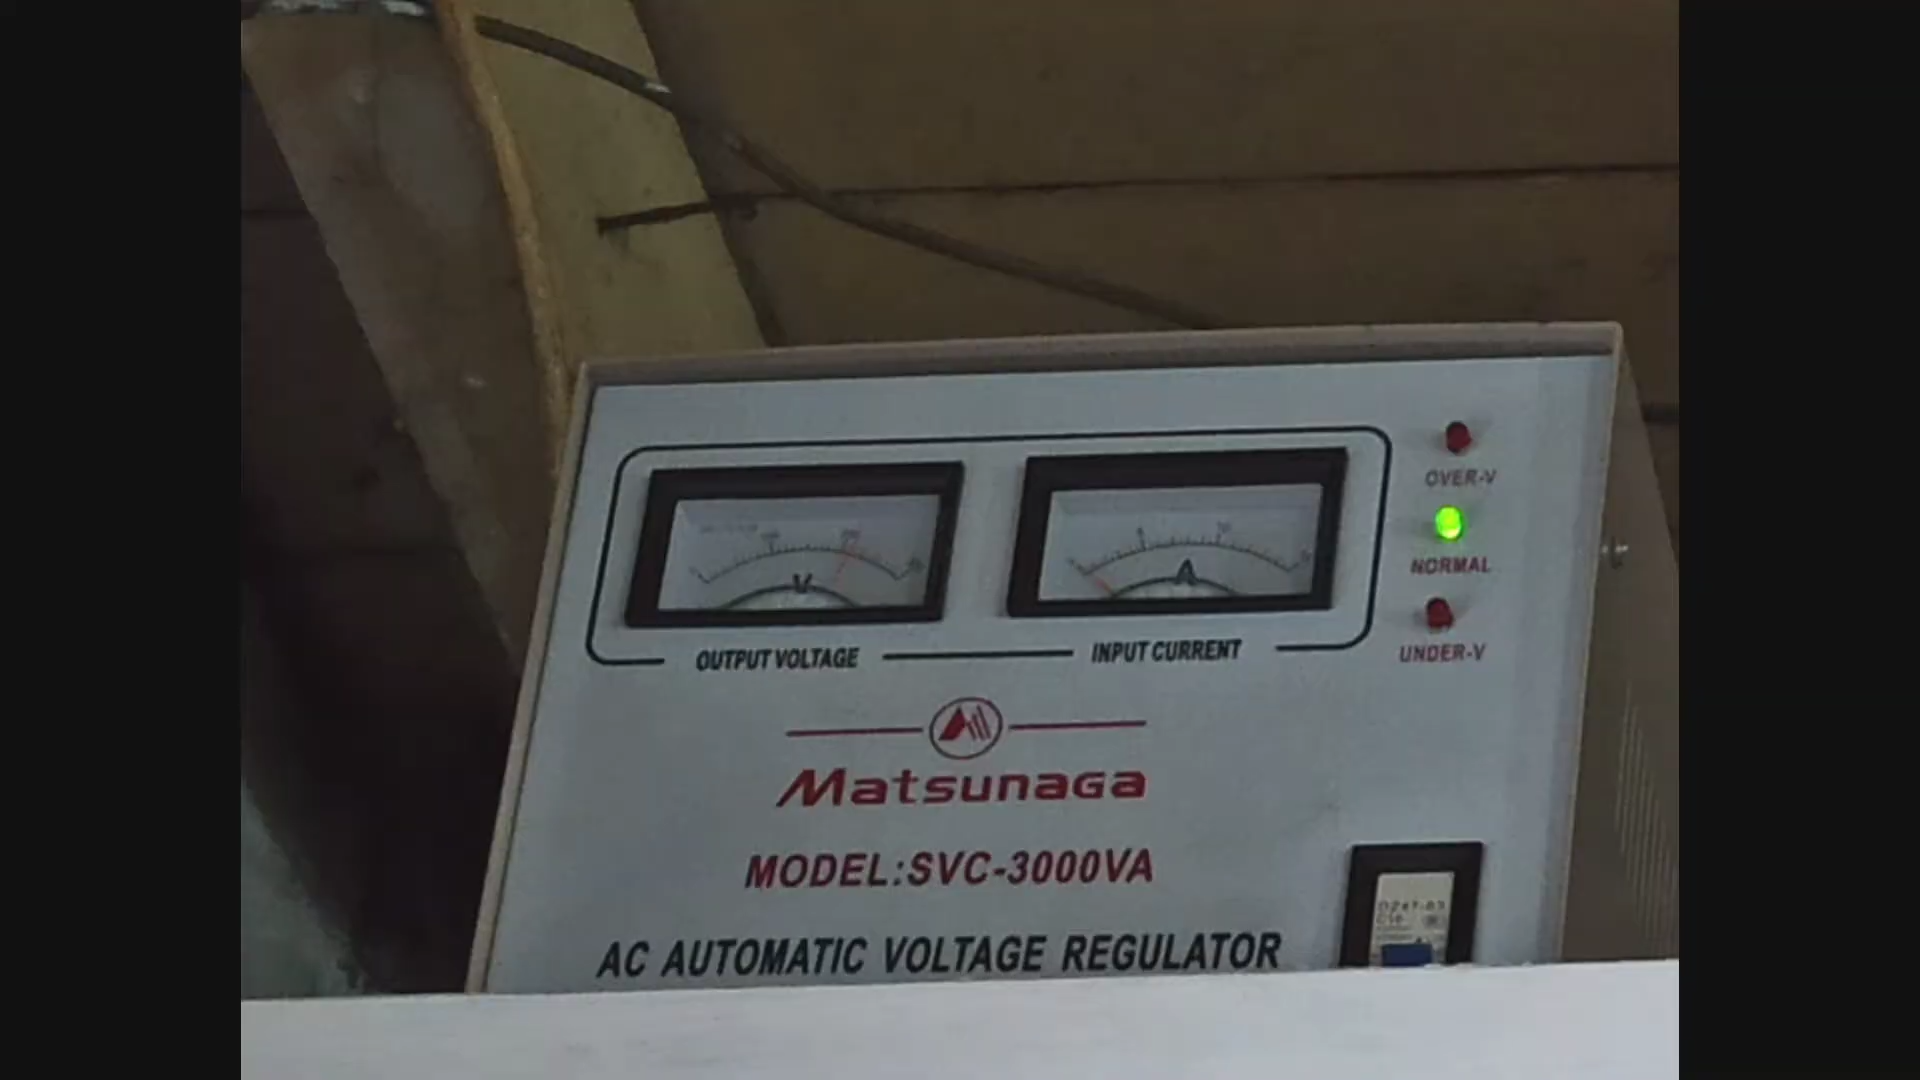 V
A
OVER-V
NORMAL
UNDER-V
OUTPUT VOLTAGE
INPUT CURRENT
Matsunaga
MODEL:SVC-3000VA
AC AUTOMATIC VOLTAGE REGULATOR